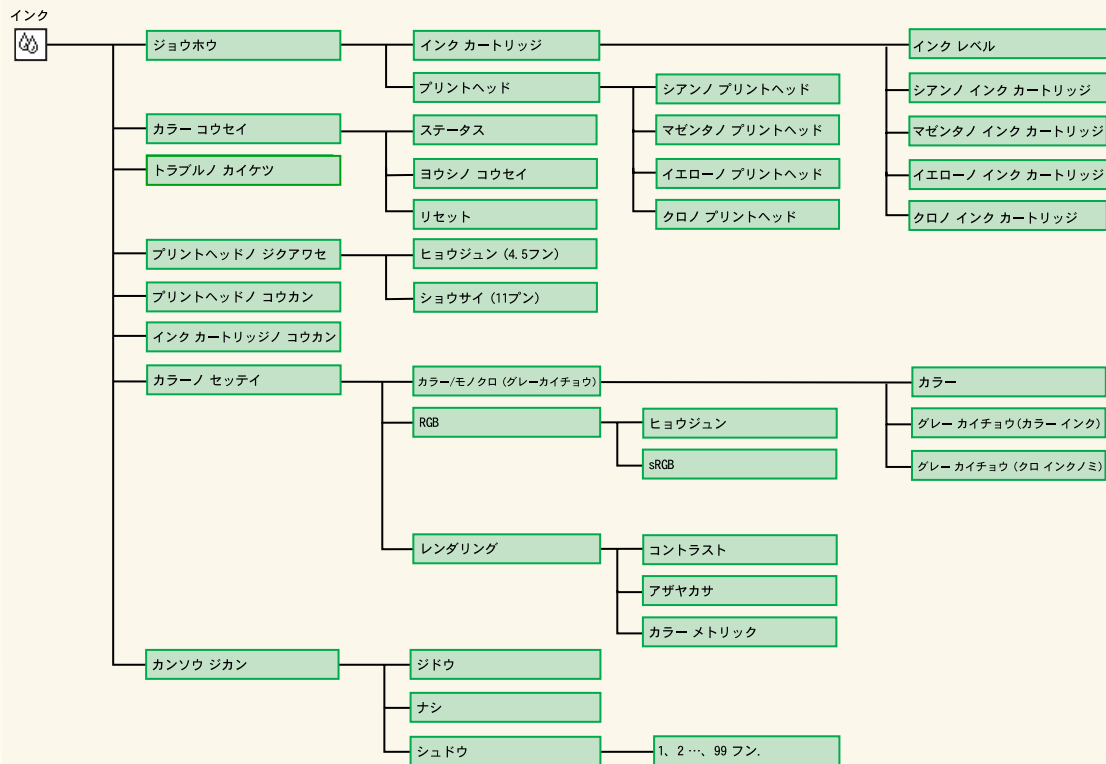 インク
ジョウホウ
インク カートリッジ
インク レベル
シアンノ インク カートリッジ
マゼンタノ インク カートリッジ
イエローノ インク カートリッジ
クロノ インク カートリッジ
プリントヘッド
シアンノ プリントヘッド
マゼンタノ プリントヘッド
イエローノ プリントヘッド
クロノ プリントヘッド
カラー コウセイ
ステータス
ヨウシノ コウセイ
リセット
トラブルノ カイケツ
プリントヘッドノ ジクアワセ
ヒョウジュン (4.5フン)
ショウサイ (11プン)
プリントヘッドノ コウカン
インク カートリッジノ コウカン
カラーノ セッテイ
カラー/モノクロ (グレーカイチョウ)
カラー
グレー カイチョウ(カラー インク)
グレー カイチョウ (クロ インクノミ)
RGB
ヒョウジュン
sRGB
レンダリング
コントラスト
アザヤカサ
カラー メトリック
カンソウ ジカン
ジドウ
ナシ
シュドウ
1、2 …、99 フン.